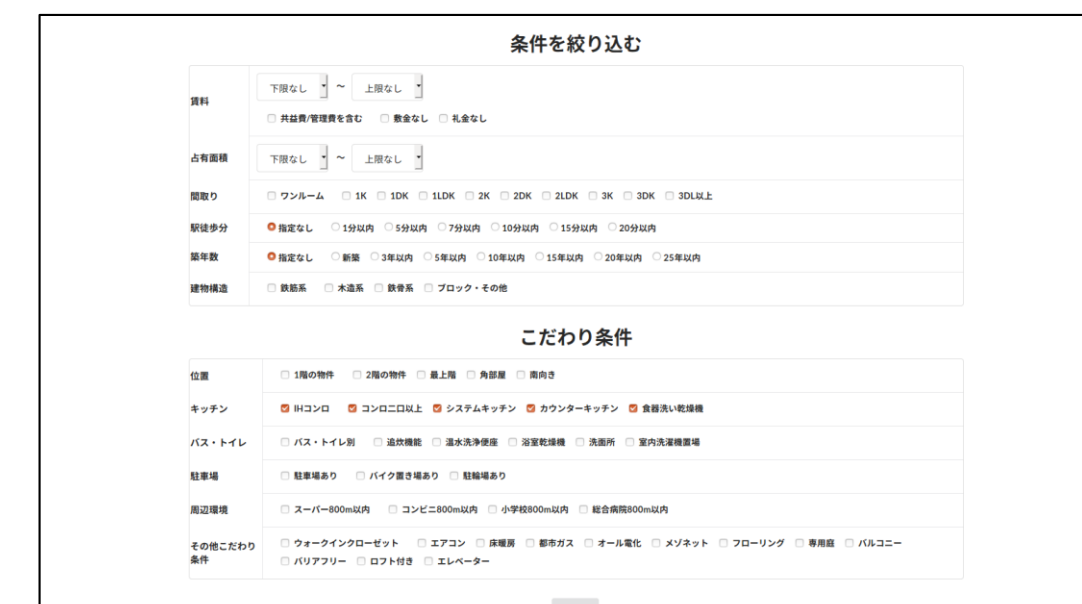 条件を絞り込む
賃料 下限なし ~ 上限なし
共益費/管理費を含む 敷金なし 礼金なし
占有面積 下限なし ~ 上限なし
間取り ワンルーム 1K 1DK 1LDK 2K 2DK 2LDK 3K 3DK 3DL以上
駅徒歩分 指定なし 1分以内 5分以内 7分以内 10分以内 15分以内 20分以内
築年数 指定なし 新築 3年以内 5年以内 10年以内 15年以内 20年以内 25年以内
建物構造 鉄筋系 木造系 鉄骨系 ブロック・その他
こだわり条件
位置 1階の物件 2階の物件 最上階 角部屋 南向き
キッチン IHコンロ コンロ二口以上 システムキッチン カウンターキッチン 食器洗い乾燥機
バス・トイレ バス・トイレ別 追炊機能 温水洗浄便座 浴室乾燥機 洗面所 室内洗濯機置場
駐車場 駐車場あり バイク置き場あり 駐輪場あり
周辺環境 スーパー800m以内 コンビニ800m以内 小学校800m以内 総合病院800m以内
その他こだわり条件 ウォークインクローゼット エアコン 床暖房 都市ガス オール電化 メゾネット フローリング 専用庭 バルコニー
バリアフリー ロフト付き エレベーター